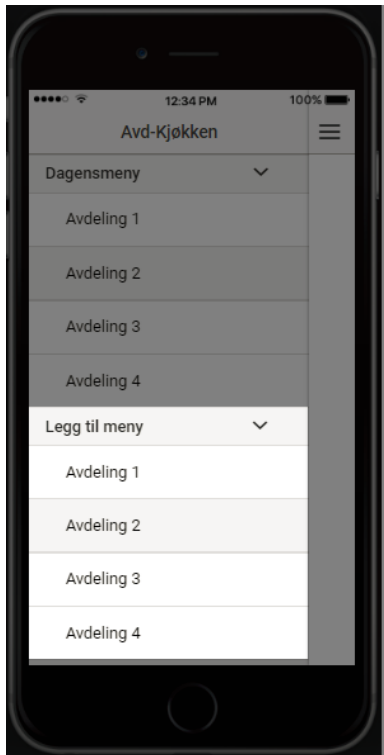 12:34 PM 100%
Avd-Kjøkken
Dagensmeny
Avdeling 1
Avdeling 2
Avdeling 3
Avdeling 4
Legg til meny
Avdeling 1
Avdeling 2
Avdeling 3
Avdeling 4